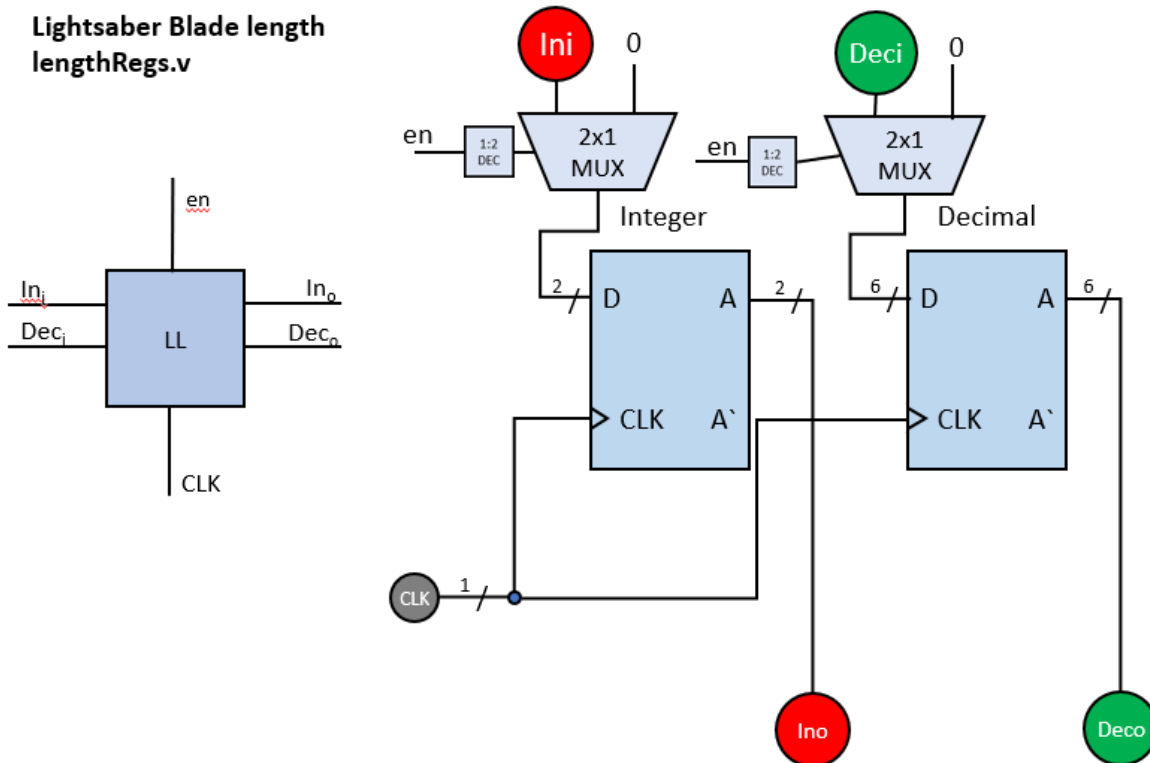 Lightsaber Blade length
lengthRegs.v
en
Ini
Deci
LL
Ino
Deco
CLK
Ini
0
en
1:2
DEC
2x1
MUX
Integer
2
D
A
2
CLK
A`
Deci
0
en
1:2
DEC
2x1
MUX
Decimal
6
D
A
6
CLK
A`
CLK
1
Ino
Deco